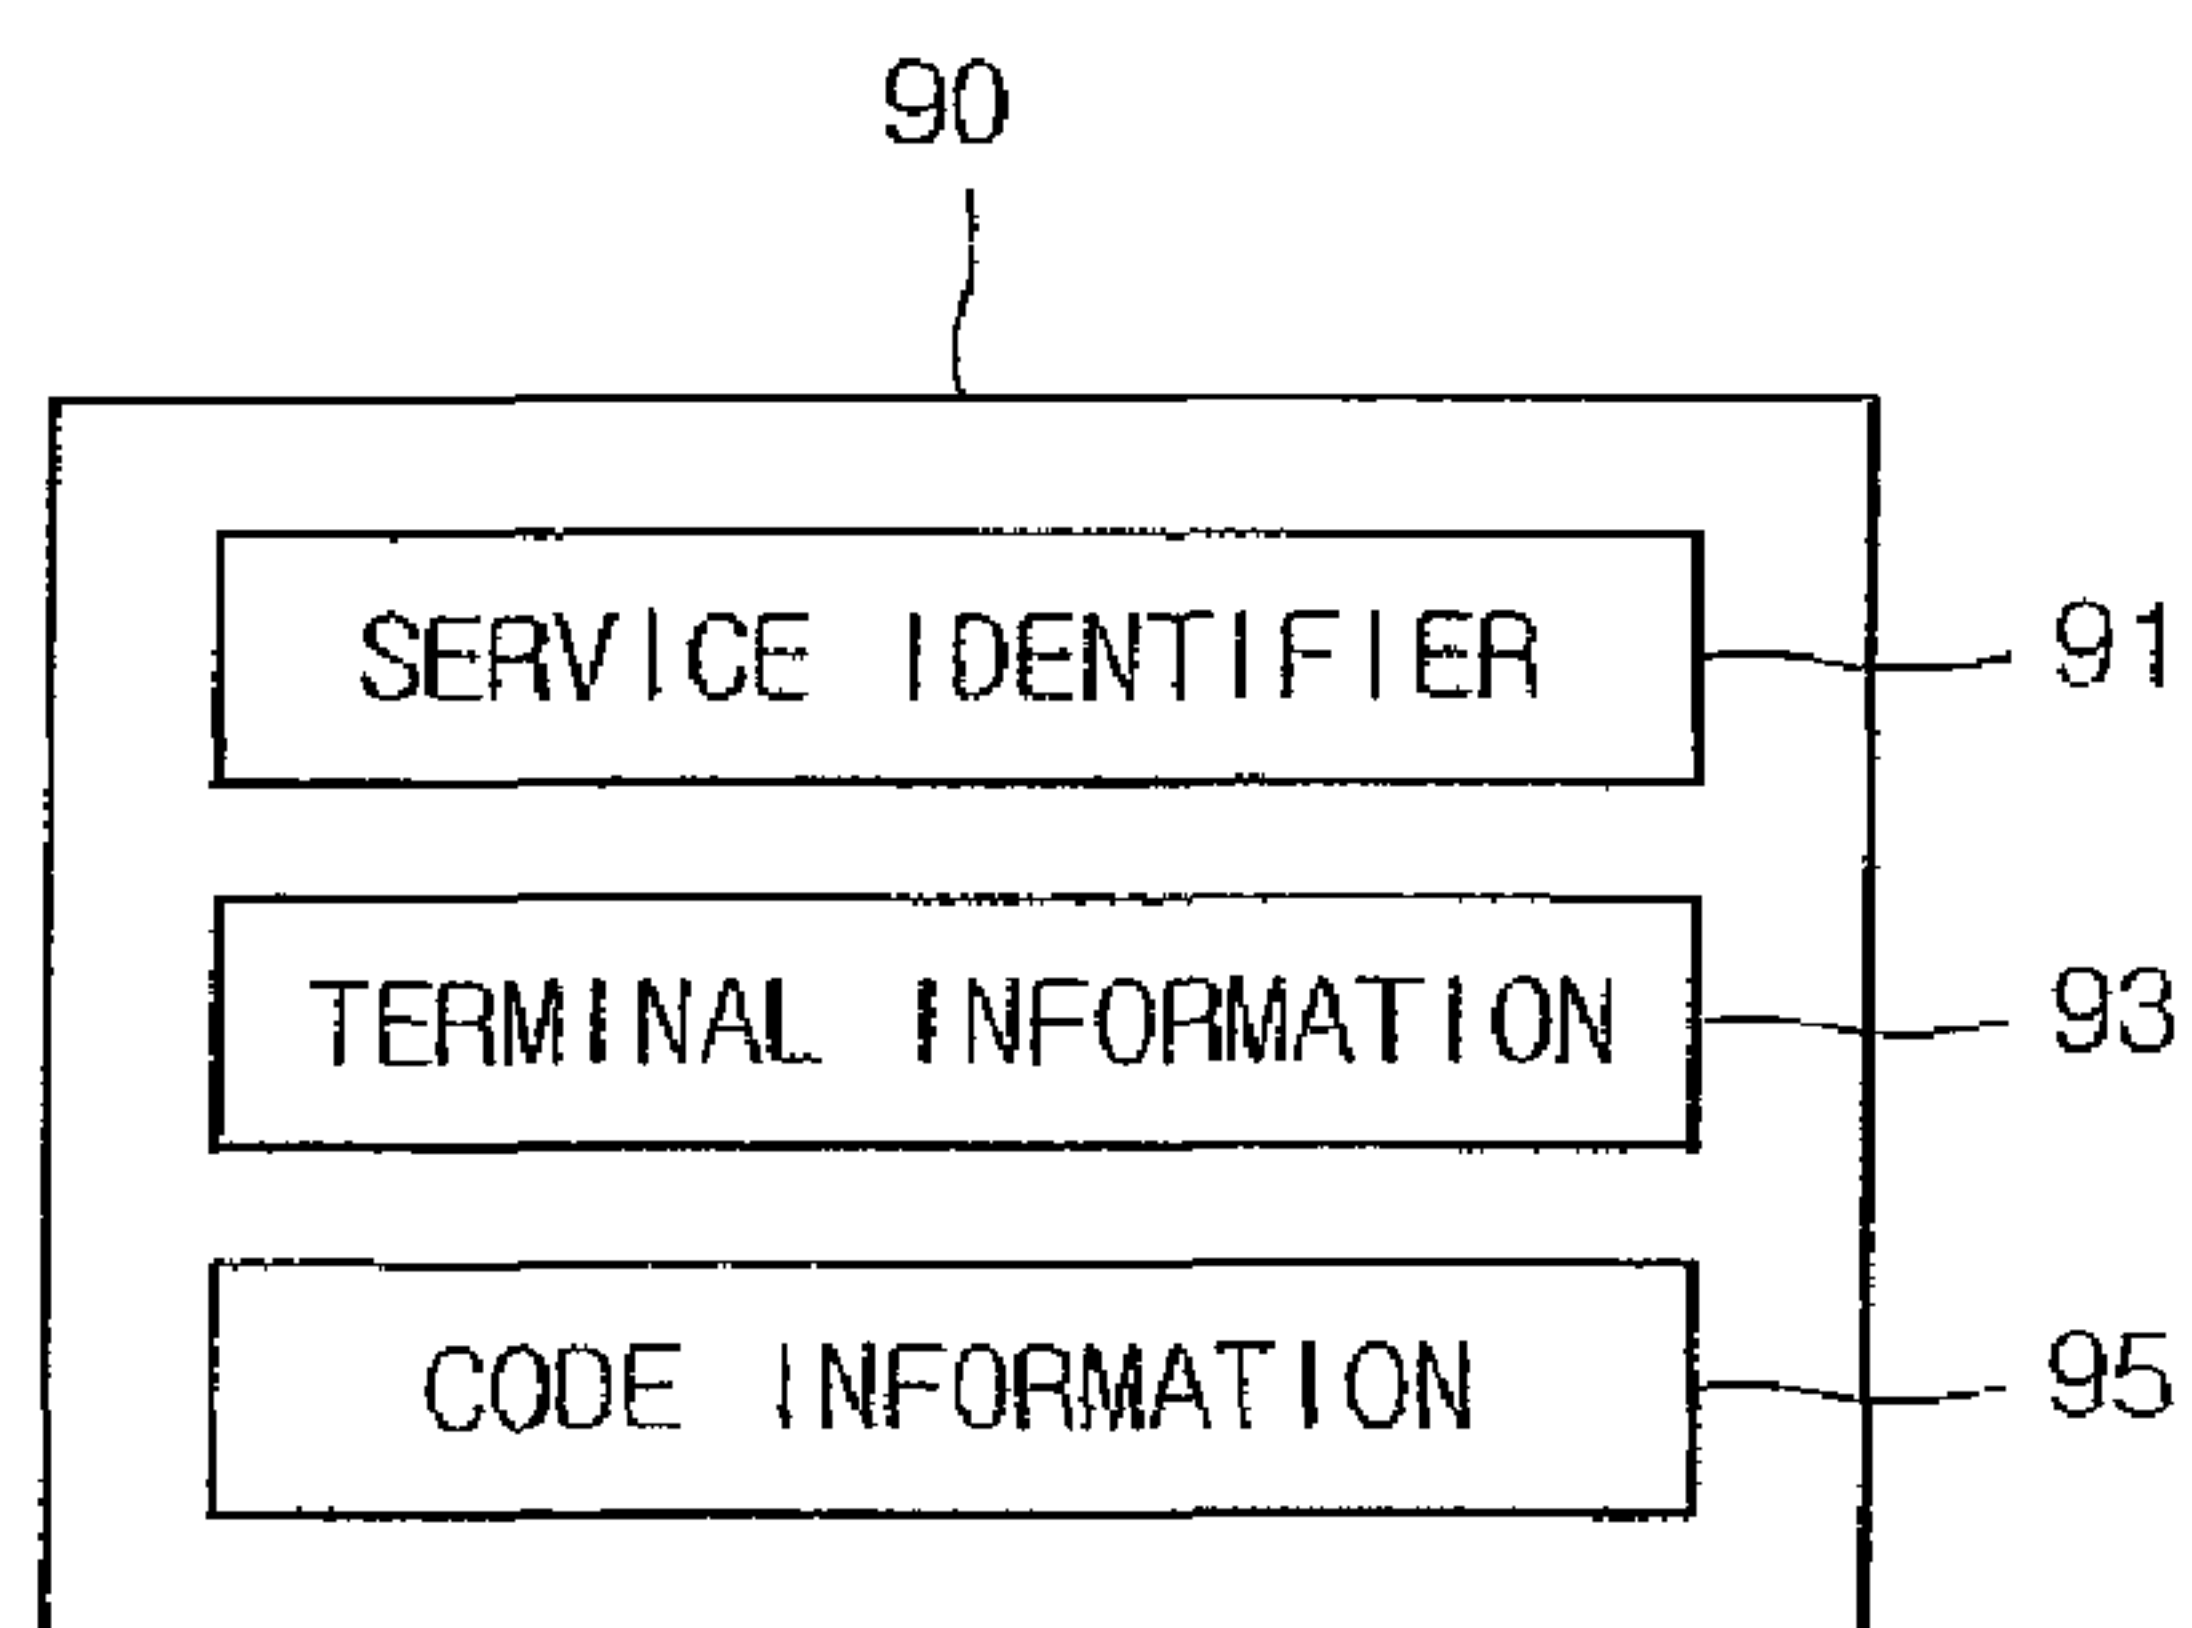 90
SERVICE IDENTIFIER 91
TERMINAL INFORMATION 93
CODE INFORMATION 95